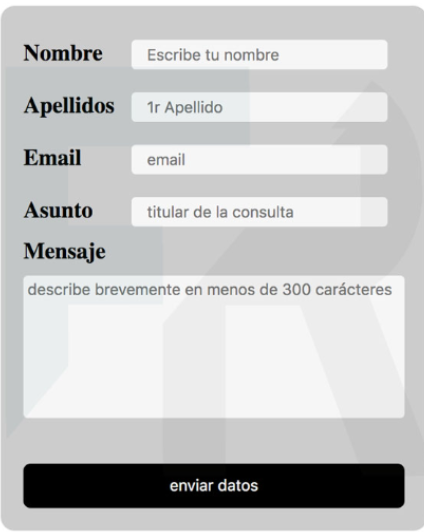 Nombre Escribe tu nombre
Apellidos 1r Apellido
Email email
Asunto titular de la consulta
Mensaje
describe brevemente en menos de 300 carácteres
enviar datos